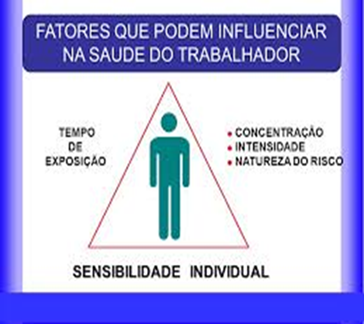 FATORES QUE PODEM INFLUENCIAR
NA SAUDE DO TRABALHADOR
TEMPO
DE
EXPOSIÇÃO
• CONCENTRAÇÃO
• INTENSIDADE
• NATUREZA DO RISCO
SENSIBILIDADE INDIVIDUAL